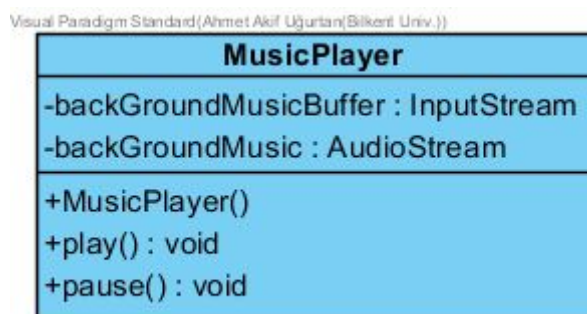 Visual Paradigm Standard(Ahmet Akif Uğurtan(Bilkent Univ.))
MusicPlayer
-backGroundMusicBuffer : InputStream
-backGroundMusic : AudioStream
+MusicPlayer()
+play() : void
+pause() : void